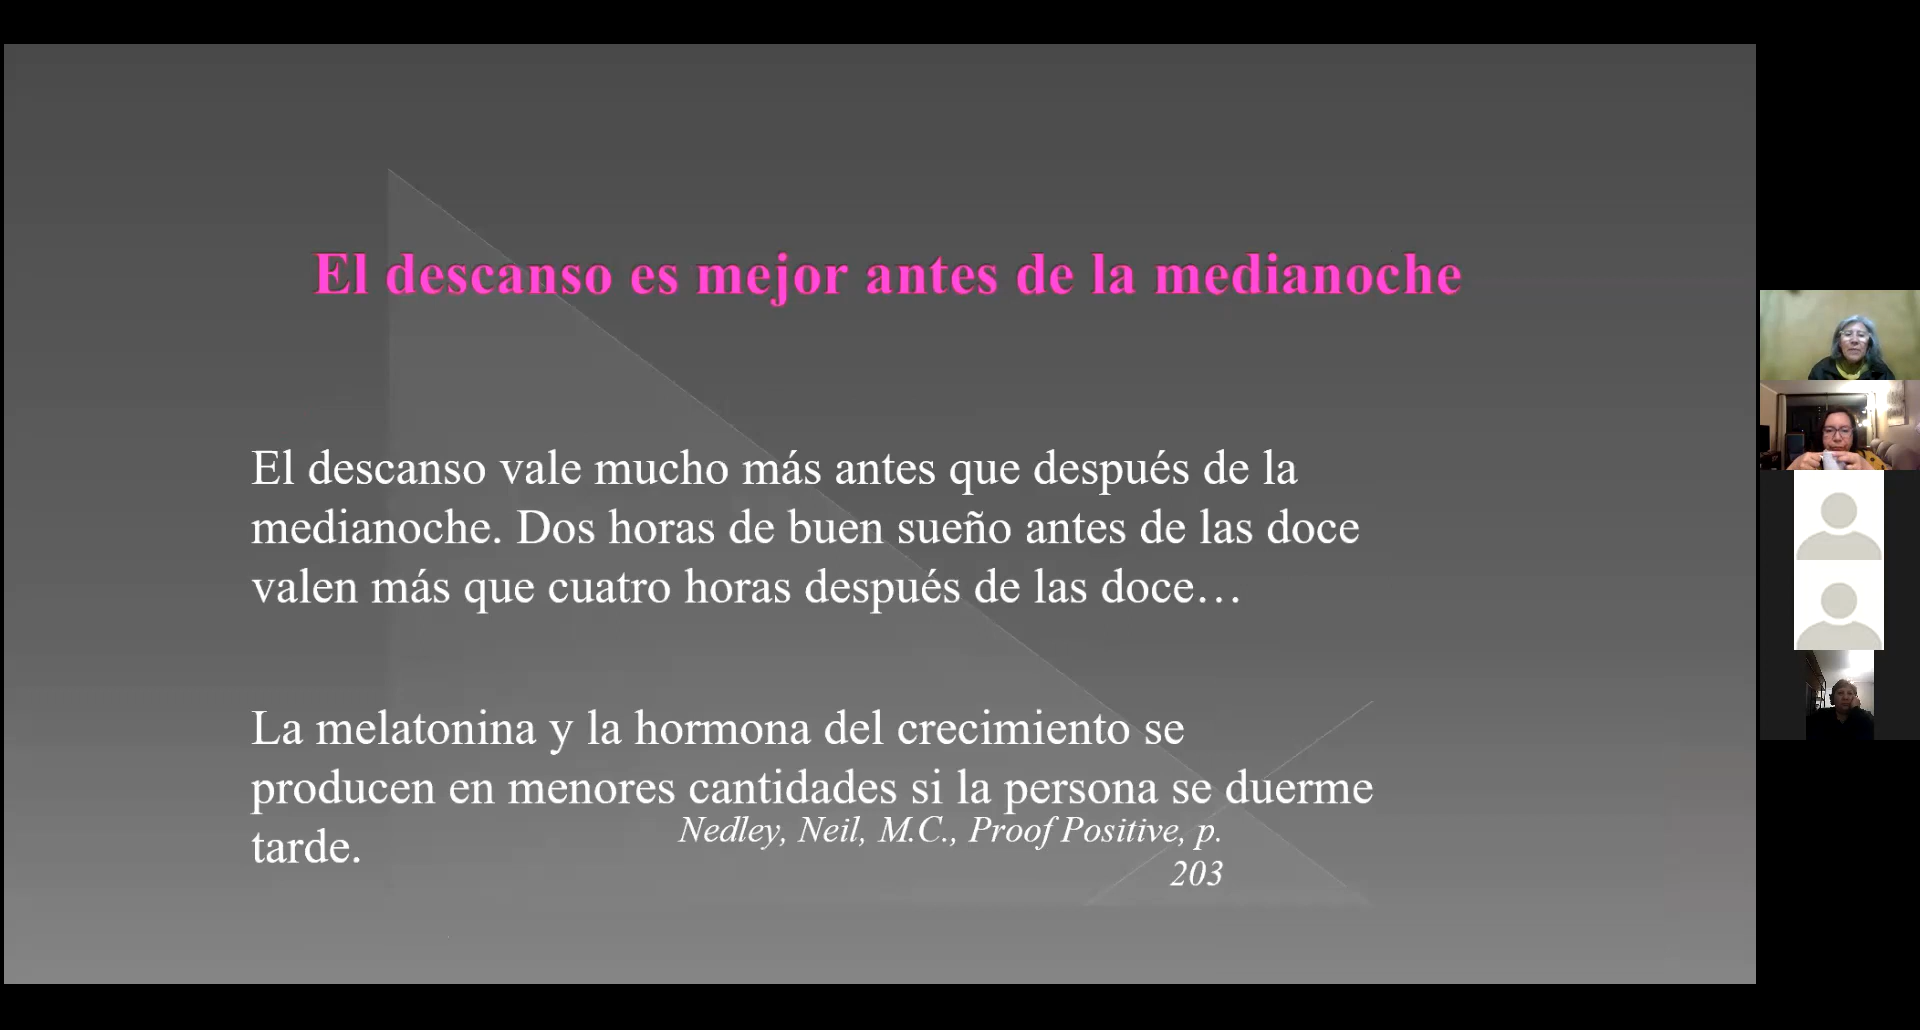 El descanso es mejor antes de la medianoche
El descanso vale mucho más antes que después de la
medianoche. Dos horas de buen sueño antes de las doce
valen más que cuatro horas después de las doce…
La melatonina y la hormona del crecimiento se
producen en menores cantidades si la persona se duerme
tarde.
Nedley, Neil, M.C., Proof Positive, p.
203